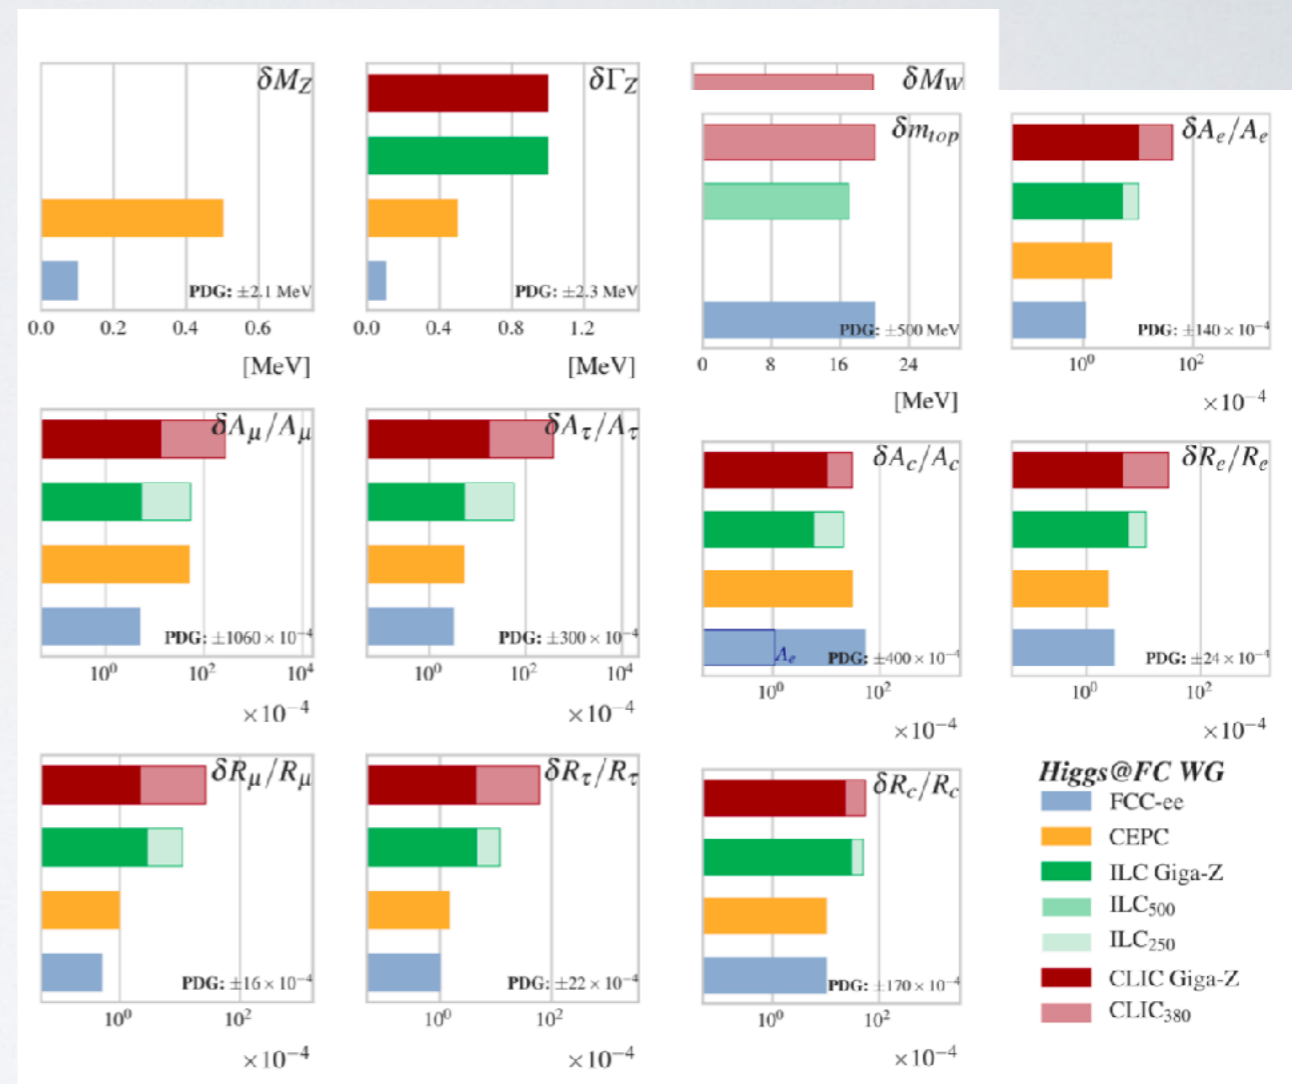 δM_Z
PDG: ±2.1 MeV
0.0 0.2 0.4 0.6
[MeV]
δΓ_Z
PDG: ±2.3 MeV
0.0 0.4 0.8 1.2
[MeV]
δM_W
δm_top
PDG: ±500 MeV
0 8 16 24
[MeV]
δA_e/A_e
PDG: ±140 × 10⁻⁴
10⁰ 10²
×10⁻⁴
δA_μ/A_μ
PDG: ±1060 × 10⁻⁴
10⁰ 10² 10⁴
×10⁻⁴
δA_τ/A_τ
PDG: ±300 × 10⁻⁴
10⁰ 10² 10⁴
×10⁻⁴
δA_c/A_c
A_e
PDG: ±400 × 10⁻⁴
10⁰ 10²
×10⁻⁴
δR_e/R_e
PDG: ±24 × 10⁻⁴
10⁰ 10²
×10⁻⁴
δR_μ/R_μ
PDG: ±16 × 10⁻⁴
10⁰ 10²
×10⁻⁴
δR_τ/R_τ
PDG: ±22 × 10⁻⁴
10⁰ 10²
×10⁻⁴
δR_c/R_c
PDG: ±170 × 10⁻⁴
10⁰ 10²
×10⁻⁴
Higgs@FC WG
FCC-ee
CEPC
ILC Giga-Z
ILC₅₀₀
ILC₂₅₀
CLIC Giga-Z
CLIC₃₈₀